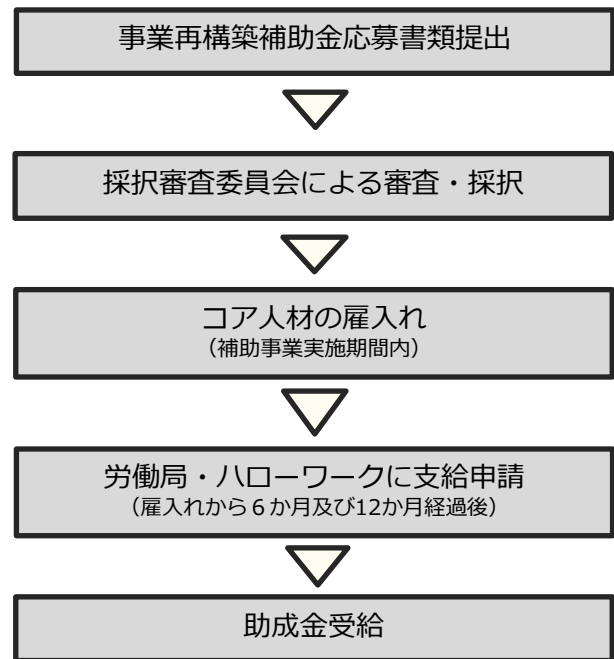 事業再構築補助金応募書類提出
採択審査委員会による審査・採択
コア人材の雇入れ
（補助事業実施期間内）
労働局・ハローワークに支給申請
（雇入れから６か月及び12か月経過後）
助成金受給